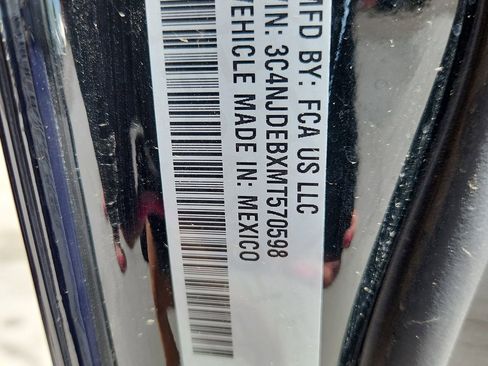 MFD BY: FCA US LLC
VIN: 3C4NJDEBXMT570598
VEHICLE MADE IN: MEXICO